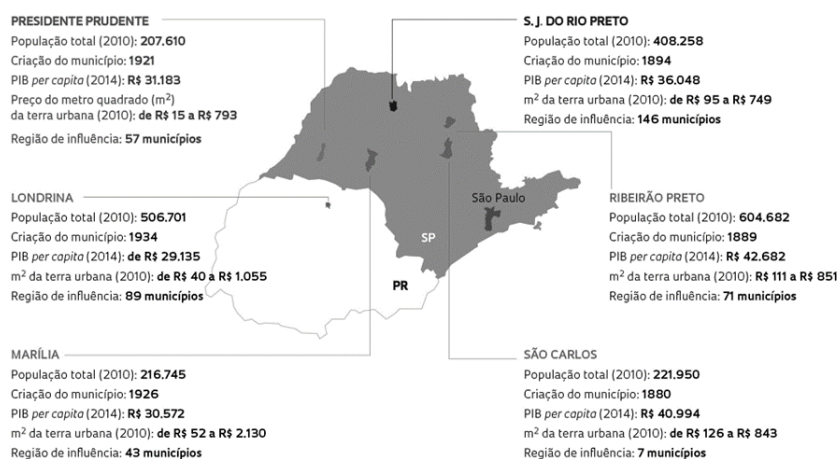 PRESIDENTE PRUDENTE
População total (2010): 207.610
Criação do município: 1921
PIB per capita (2014): R$ 31.183
Preço do metro quadrado (m²)
da terra urbana (2010): de R$ 15 a R$ 793
Região de influência: 57 municípios
S. J. DO RIO PRETO
População total (2010): 408.258
Criação do município: 1894
PIB per capita (2014): R$ 36.048
m² da terra urbana (2010): de R$ 95 a R$ 749
Região de influência: 146 municípios
LONDRINA
População total (2010): 506.701
Criação do município: 1934
PIB per capita (2014): de R$ 29.135
m² da terra urbana (2010): de R$ 40 a R$ 1.055
Região de influência: 89 municípios
São Paulo
SP
PR
RIBEIRÃO PRETO
População total (2010): 604.682
Criação do município: 1889
PIB per capita (2014): R$ 42.682
m² da terra urbana (2010): R$ 111 a R$ 851
Região de influência: 71 municípios
MARÍLIA
População total (2010): 216.745
Criação do município: 1926
PIB per capita (2014): R$ 30.572
m² da terra urbana (2010): de R$ 52 a R$ 2.130
Região de influência: 43 municípios
SÃO CARLOS
População total (2010): 221.950
Criação do município: 1880
PIB per capita (2014): R$ 40.994
m² da terra urbana (2010): de R$ 126 a R$ 843
Região de influência: 7 municípios